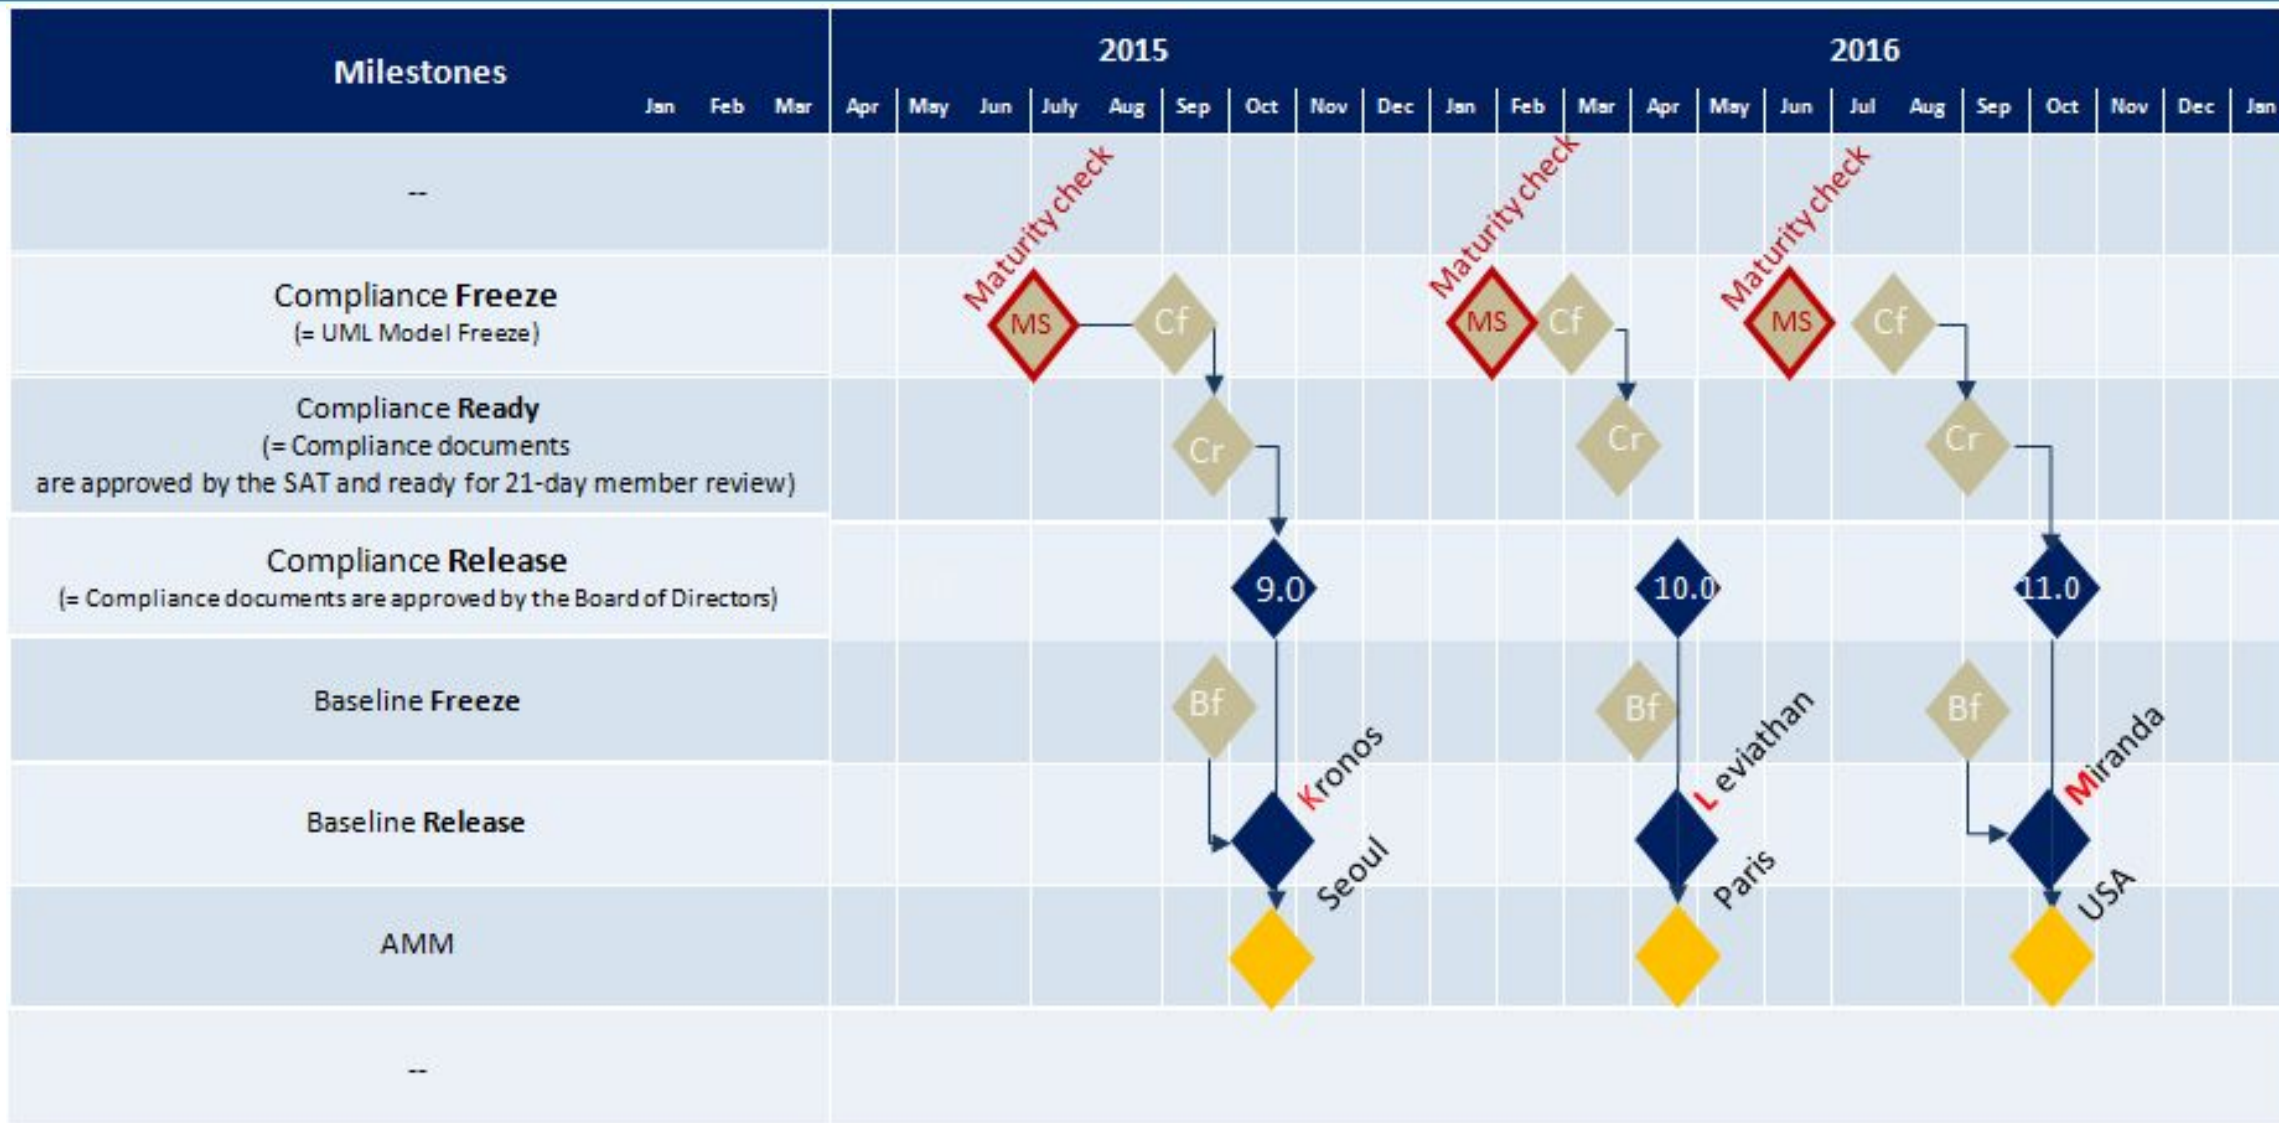 2015
2016
Milestones
Jan Feb Mar Apr May Jun July Aug Sep Oct Nov Dec Jan Feb Mar Apr May Jun Jul Aug Sep Oct Nov Dec Jan
--
Maturity check
Maturity check
Maturity check
Compliance Freeze
(= UML Model Freeze)
MS Cf MS Cf MS Cf
Compliance Ready
(= Compliance documents
are approved by the SAT and ready for 21-day member review)
Cr Cr Cr
Compliance Release
(= Compliance documents are approved by the Board of Directors)
9.0 10.0 11.0
Baseline Freeze
Bf Bf Bf
Baseline Release
Kronos
Leviathan
Miranda
AMM
Seoul
Paris
USA
--